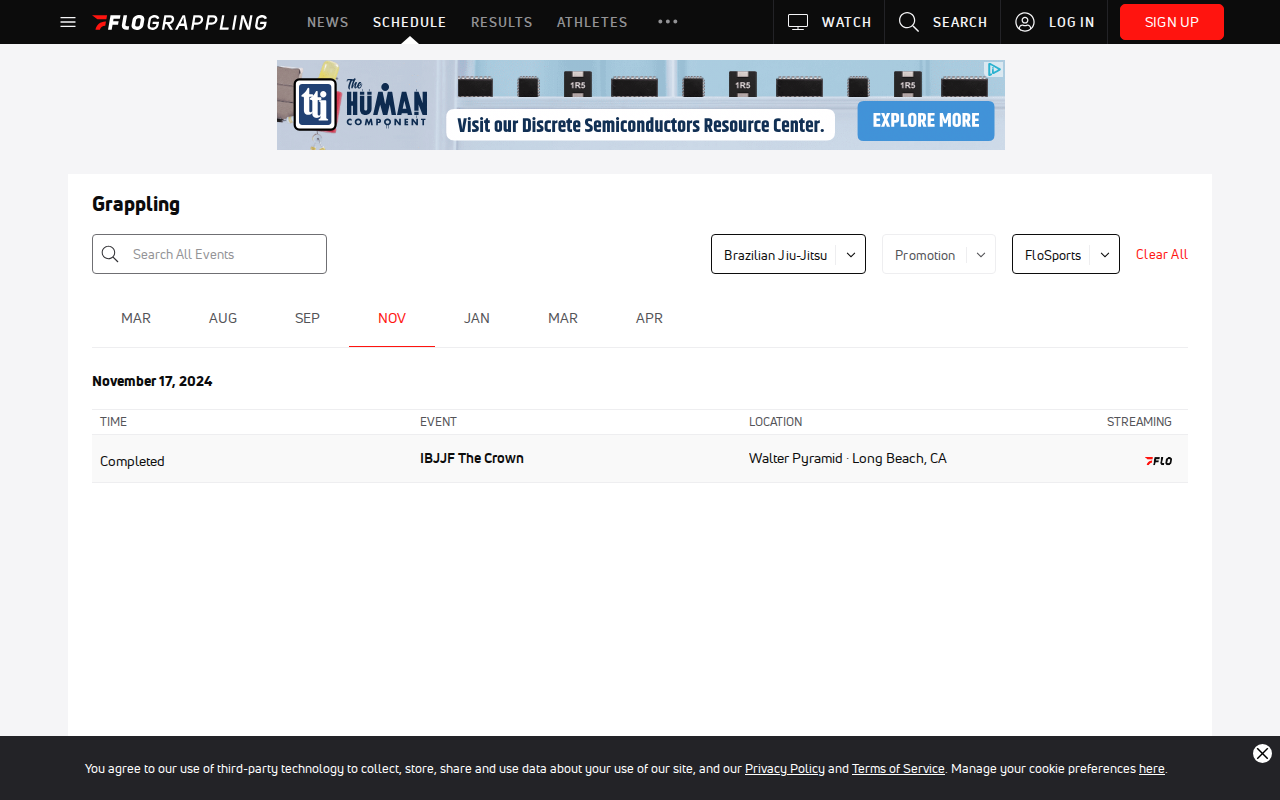 FLOGRAPPLING NEWS SCHEDULE RESULTS ATHLETES WATCH SEARCH LOG IN SIGN UP
tti The HUMAN COMPONENT
1R5 1R5 1R5
Visit our Discrete Semiconductors Resource Center.
EXPLORE MORE
Grappling
Search All Events Brazilian Jiu-Jitsu Promotion FloSports Clear All
MAR AUG SEP NOV JAN MAR APR
November 17, 2024
TIME EVENT LOCATION STREAMING
Completed IBJJF The Crown Walter Pyramid · Long Beach, CA FLO
You agree to our use of third-party technology to collect, store, share and use data about your use of our site, and our Privacy Policy and Terms of Service. Manage your cookie preferences here.